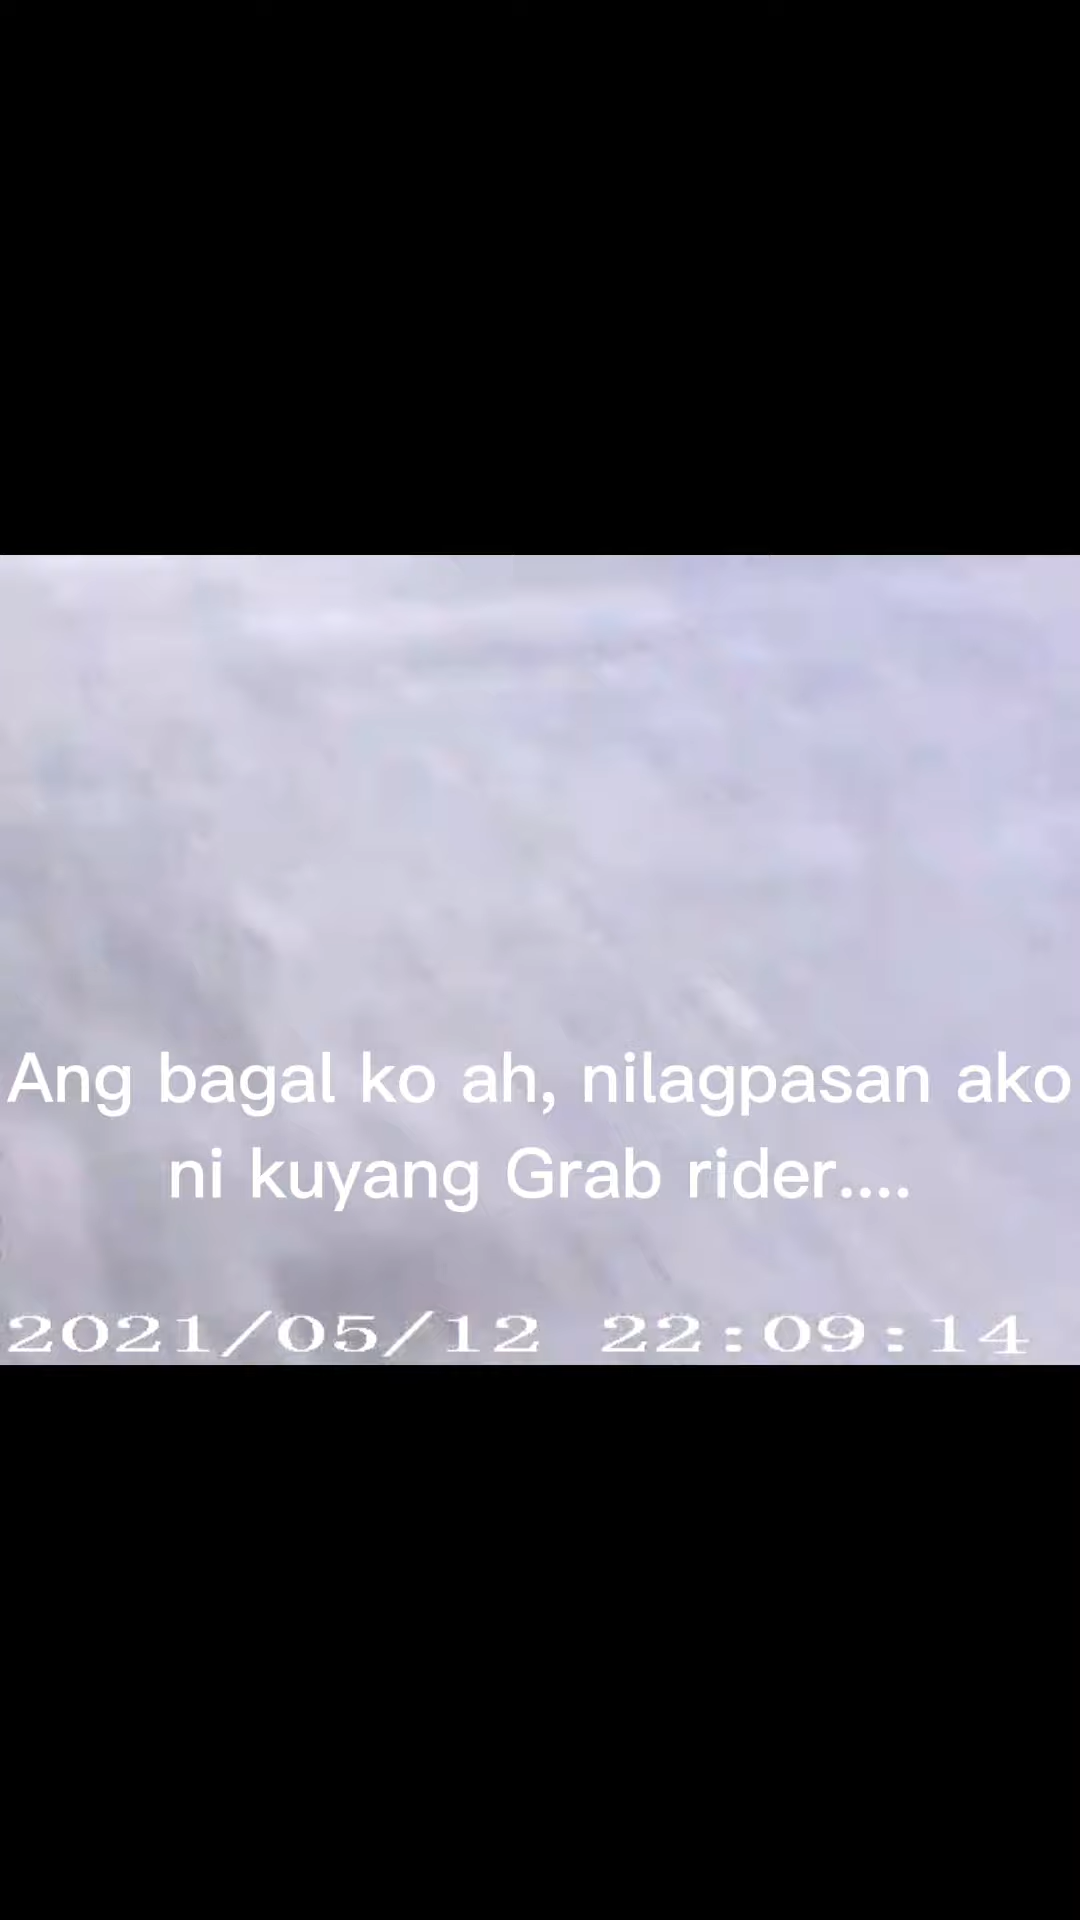 Ang bagal ko ah, nilagpasan ako
ni kuyang Grab rider....
2021/05/12 22:09:14